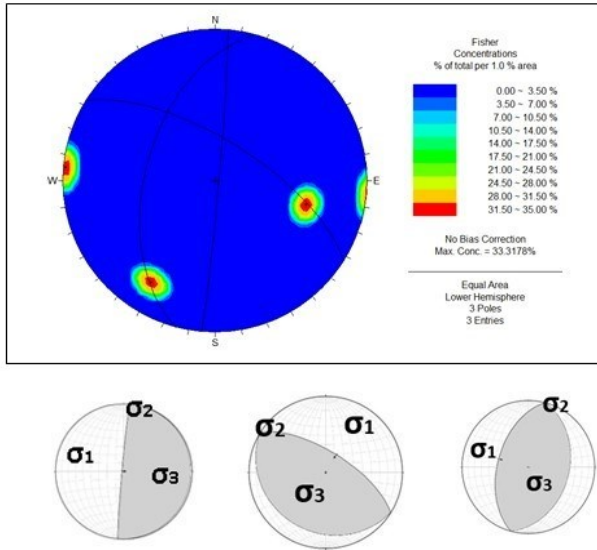 N
W
E
S
Fisher
Concentrations
% of total per 1.0 % area
0.00 ~ 3.50 %
3.50 ~ 7.00 %
7.00 ~ 10.50 %
10.50 ~ 14.00 %
14.00 ~ 17.50 %
17.50 ~ 21.00 %
21.00 ~ 24.50 %
24.50 ~ 28.00 %
28.00 ~ 31.50 %
31.50 ~ 35.00 %
No Bias Correction
Max. Conc. = 33.3178%
Equal Area
Lower Hemisphere
3 Poles
3 Entries
σ2
σ1
σ3
σ2
σ1
σ3
σ2
σ1
σ3